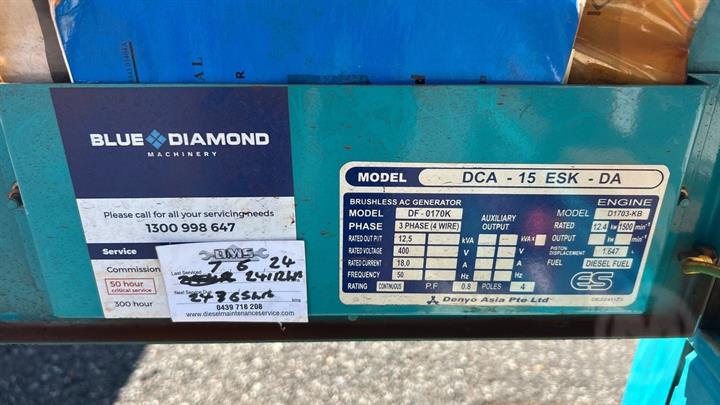 BLUE DIAMOND
MACHINERY
Please call for all your servicing needs
1300 998 647
Service
Commission
50 hour
critical service
300 hour
DMS
7 6 24
Last Service
Next Service Due
kms
0439 718 208
www.dieselmaintenanceservice.com
MODEL DCA - 15 ESK - DA
BRUSHLESS AC GENERATOR
MODEL DF - 0170K
PHASE 3 PHASE (4 WIRE)
RATED OUT PIT 12,5 kVA
RATED VOLTAGE 400 V
RATED CURRENT 18.0 A
FREQUENCY 50 Hz
RATING CONTINUOUS P.F 0.8 POLES 4
AUXILIARY
OUTPUT
- x - kVA
- V
- A
- Hz
ENGINE
MODEL D1703-KB
RATED 12.4 kW 1500 min-1
OUTPUT - kW - min-1
PISTON
DISPLACEMENT 1.647 L
FUEL DIESEL FUEL
ES
Denyo Asia Pte Ltd